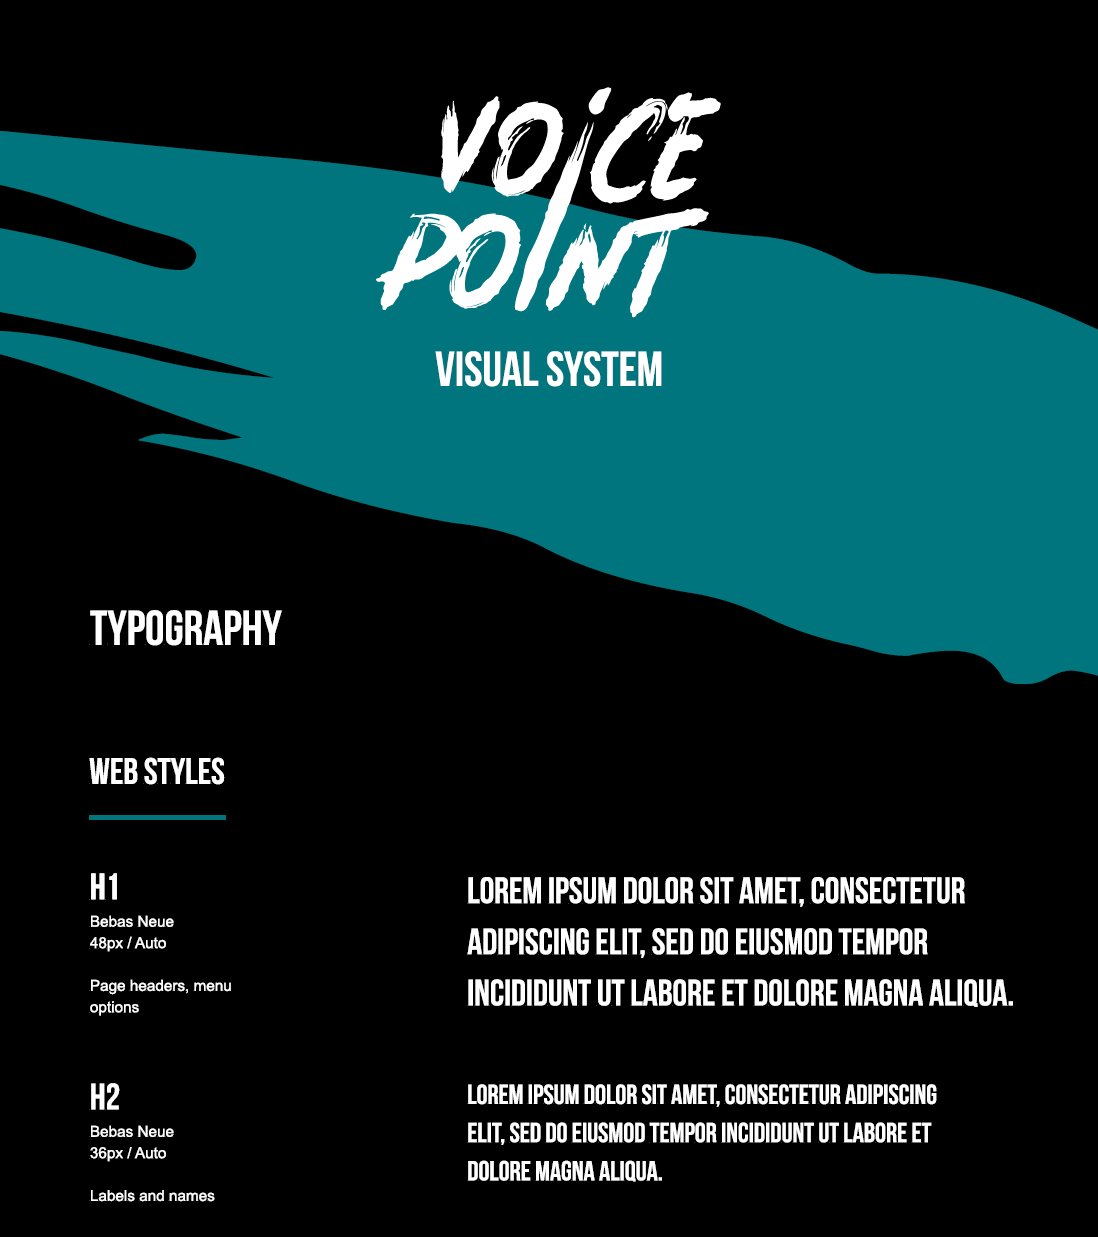 VOiCE
POINT
VISUAL SYSTEM
TYPOGRAPHY
WEB STYLES
H1
Bebas Neue
48px / Auto
Page headers, menu
options
LOREM IPSUM DOLOR SIT AMET, CONSECTETUR
ADIPISCING ELIT, SED DO EIUSMOD TEMPOR
INCIDIDUNT UT LABORE ET DOLORE MAGNA ALIQUA.
H2
Bebas Neue
36px / Auto
Labels and names
LOREM IPSUM DOLOR SIT AMET, CONSECTETUR ADIPISCING
ELIT, SED DO EIUSMOD TEMPOR INCIDIDUNT UT LABORE ET
DOLORE MAGNA ALIQUA.